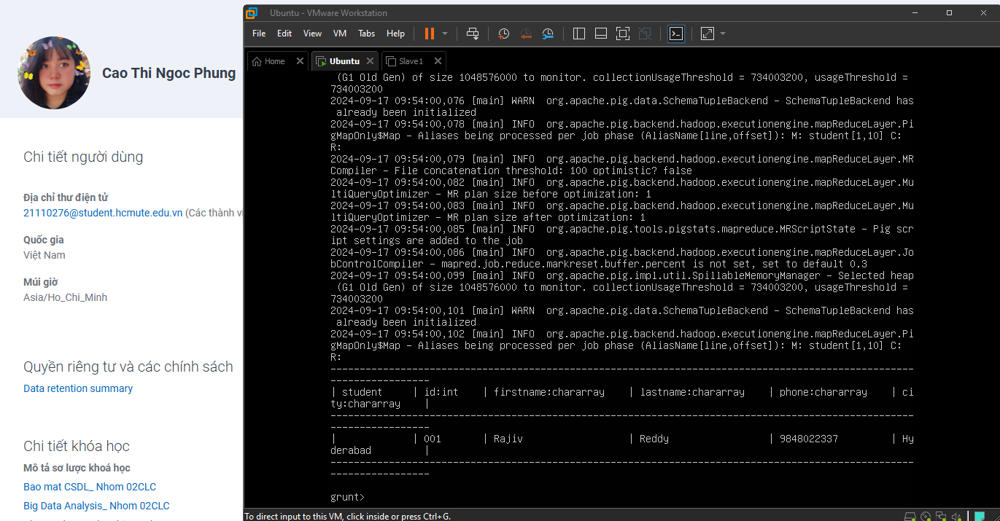 Cao Thi Ngoc Phung
Chi tiết người dùng
Địa chỉ thư điện tử
21110276@student.hcmute.edu.vn (Các thành vi
Quốc gia
Việt Nam
Múi giờ
Asia/Ho_Chi_Minh
Quyền riêng tư và các chính sách
Data retention summary
Chi tiết khóa học
Mô tả sơ lược khoá học
Bao mat CSDL_ Nhom 02CLC
Big Data Analysis_ Nhom 02CLC
Ubuntu - VMware Workstation
File Edit View VM Tabs Help
Home Ubuntu Slave1
(G1 Old Gen) of size 1048576000 to monitor. collectionUsageThreshold = 734003200, usageThreshold =
734003200
2024-09-17 09:54:00,076 [main] WARN  org.apache.pig.data.SchemaTupleBackend - SchemaTupleBackend has
already been initialized
2024-09-17 09:54:00,078 [main] INFO  org.apache.pig.backend.hadoop.executionengine.mapReduceLayer.Pi
gMapOnly$Map - Aliases being processed per job phase (AliasName[line,offset]): M: student[1,10] C:
R:
2024-09-17 09:54:00,079 [main] INFO  org.apache.pig.backend.hadoop.executionengine.mapReduceLayer.MR
Compiler - File concatenation threshold: 100 optimistic? false
2024-09-17 09:54:00,082 [main] INFO  org.apache.pig.backend.hadoop.executionengine.mapReduceLayer.Mu
ltiQueryOptimizer - MR plan size before optimization: 1
2024-09-17 09:54:00,083 [main] INFO  org.apache.pig.backend.hadoop.executionengine.mapReduceLayer.Mu
ltiQueryOptimizer - MR plan size after optimization: 1
2024-09-17 09:54:00,085 [main] INFO  org.apache.pig.tools.pigstats.mapreduce.MRScriptState - Pig scr
ipt settings are added to the job
2024-09-17 09:54:00,086 [main] INFO  org.apache.pig.backend.hadoop.executionengine.mapReduceLayer.Jo
bControlCompiler - mapred.job.reduce.markreset.buffer.percent is not set, set to default 0.3
2024-09-17 09:54:00,099 [main] INFO  org.apache.pig.impl.util.SpillableMemoryManager - Selected heap
(G1 Old Gen) of size 1048576000 to monitor. collectionUsageThreshold = 734003200, usageThreshold =
734003200
2024-09-17 09:54:00,101 [main] WARN  org.apache.pig.data.SchemaTupleBackend - SchemaTupleBackend has
already been initialized
2024-09-17 09:54:00,102 [main] INFO  org.apache.pig.backend.hadoop.executionengine.mapReduceLayer.Pi
gMapOnly$Map - Aliases being processed per job phase (AliasName[line,offset]): M: student[1,10] C:
R:
| student | id:int | firstname:chararray | lastname:chararray | phone:chararray | ci
ty:chararray |
| | 001 | Rajiv | Reddy | 9848022337 | Hy
derabad |
grunt>
To direct input to this VM, click inside or press Ctrl+G.